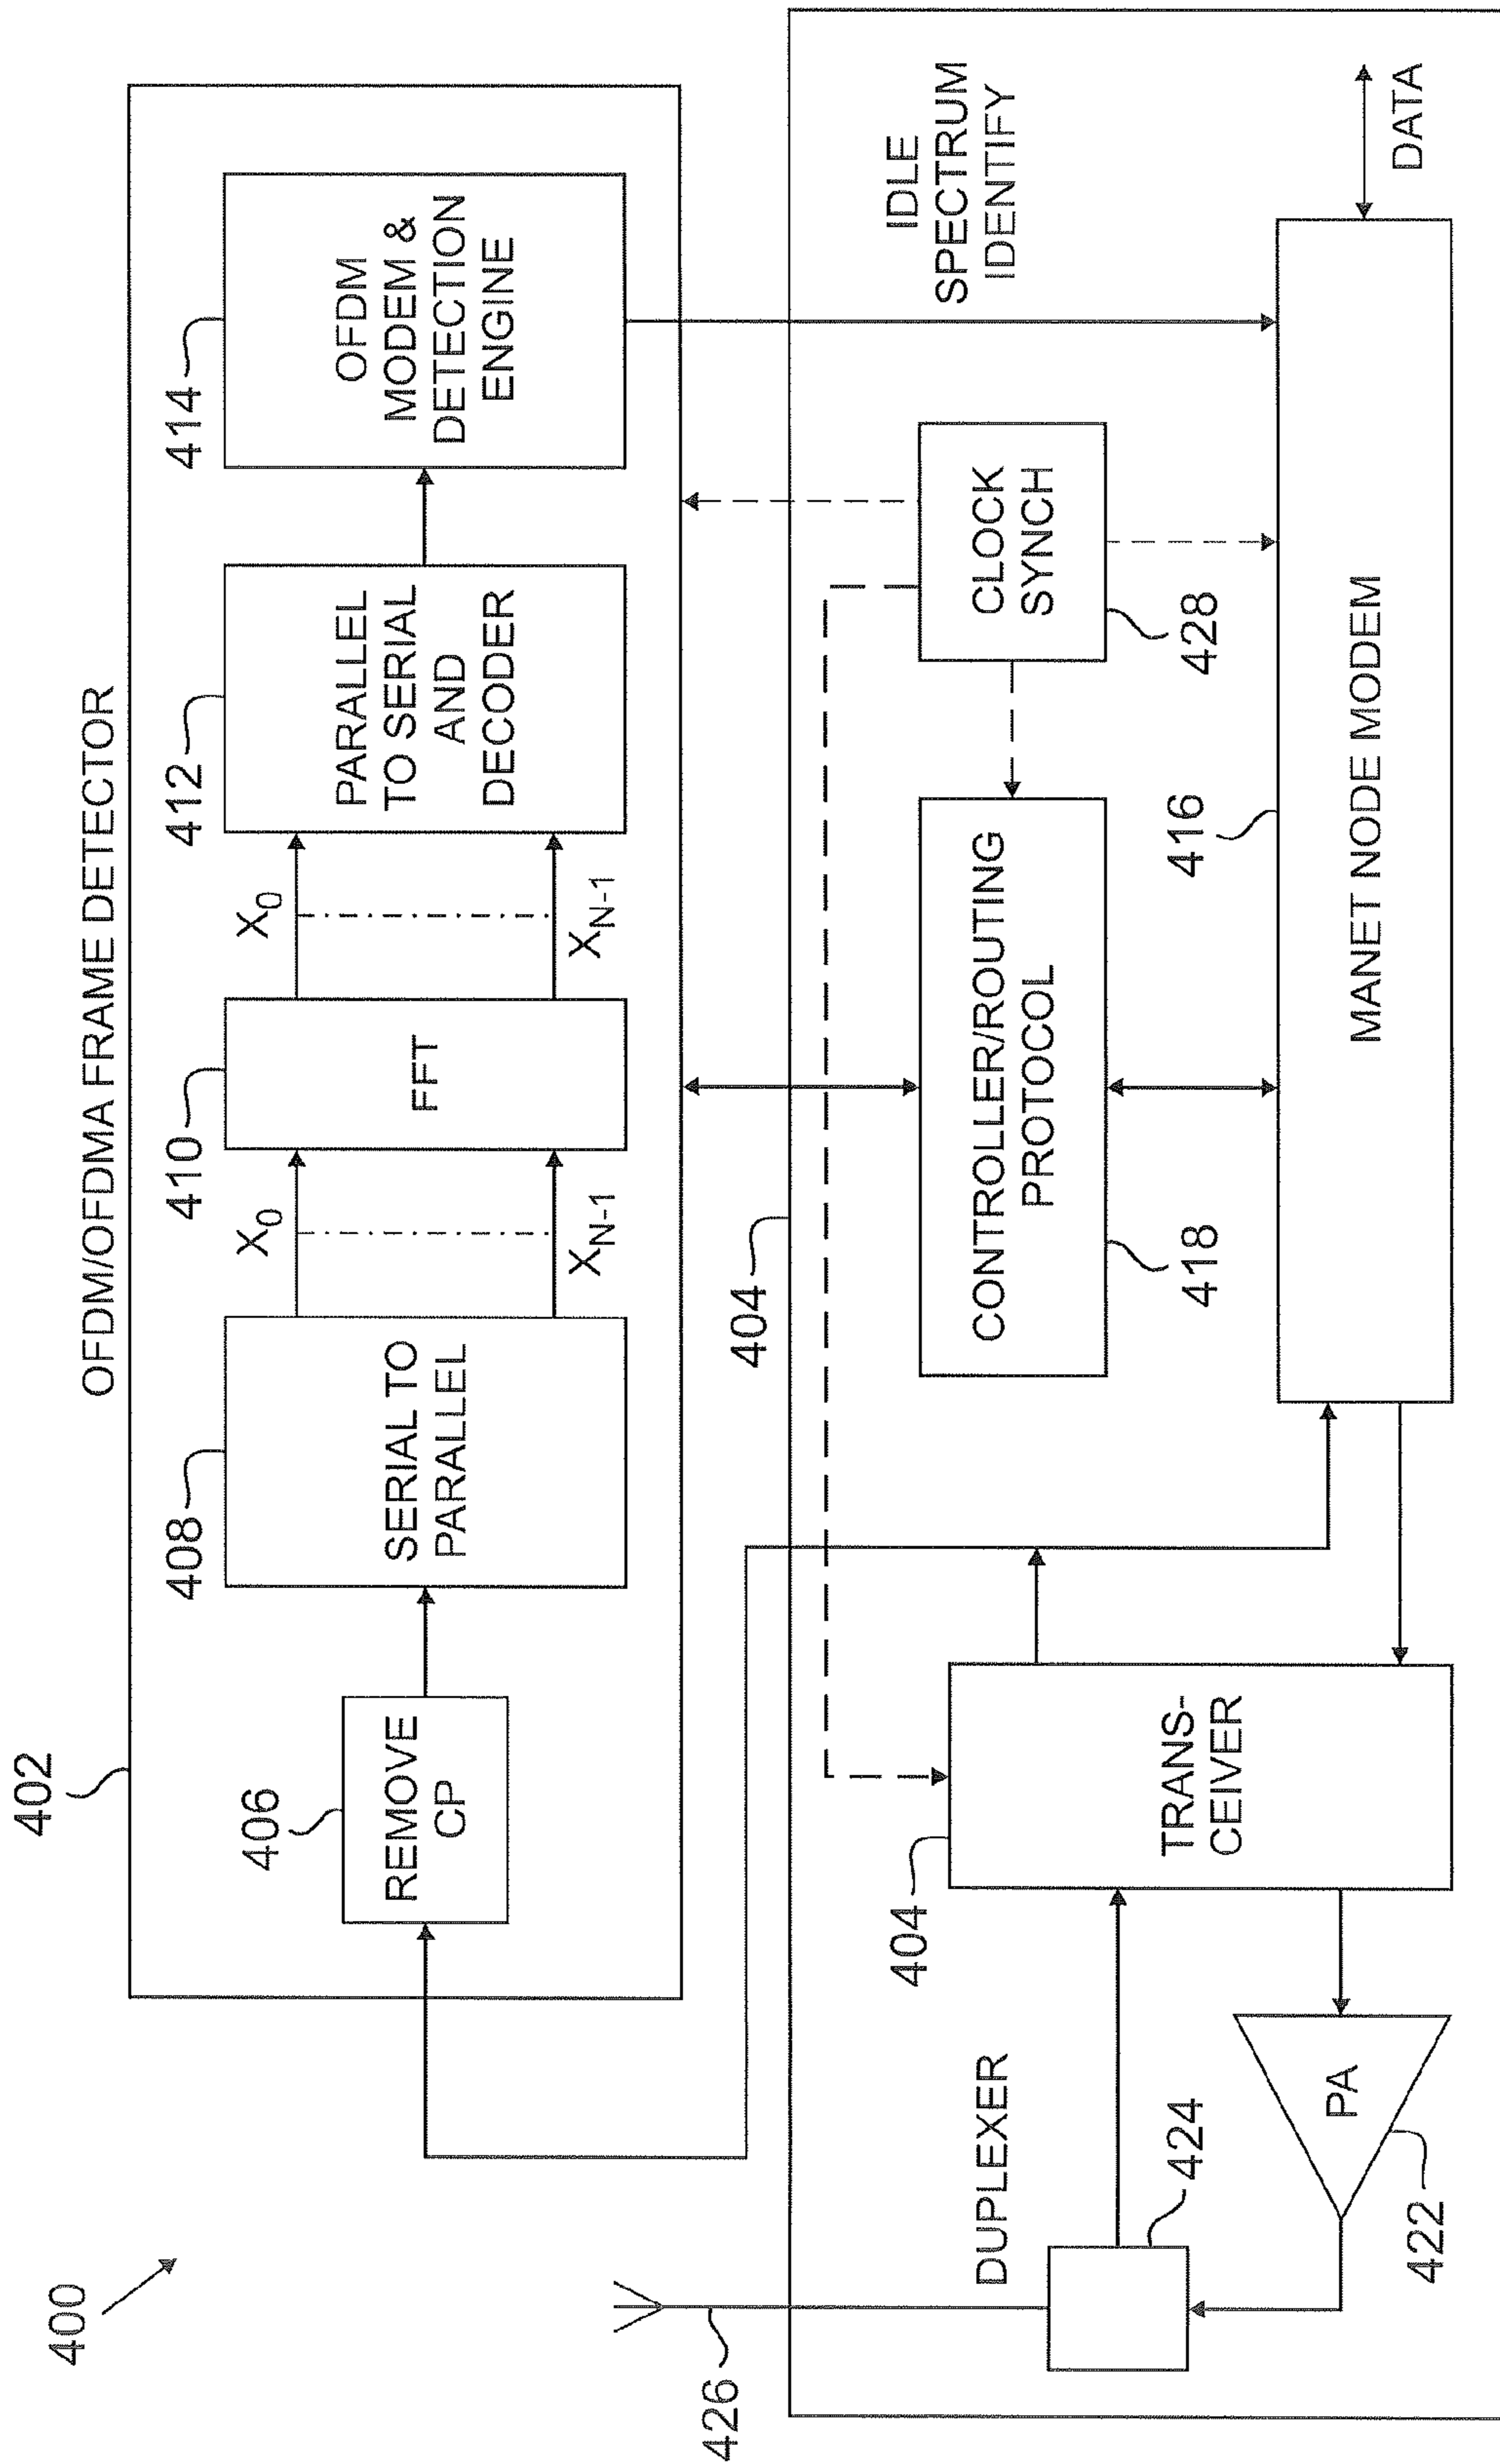 400
402
OFDM/OFDMA FRAME DETECTOR
406
REMOVE
CP
408
SERIAL TO
PARALLEL
X0
XN-1
410
FFT
X0
XN-1
412
PARALLEL
TO SERIAL
AND
DECODER
414
OFDM
MODEM &
DETECTION
ENGINE
426
DUPLEXER
424
PA
422
404
TRANS-
CEIVER
404
CONTROLLER/ROUTING
PROTOCOL
418
CLOCK
SYNCH
428
IDLE
SPECTRUM
IDENTIFY
416
MANET NODE MODEM
DATA